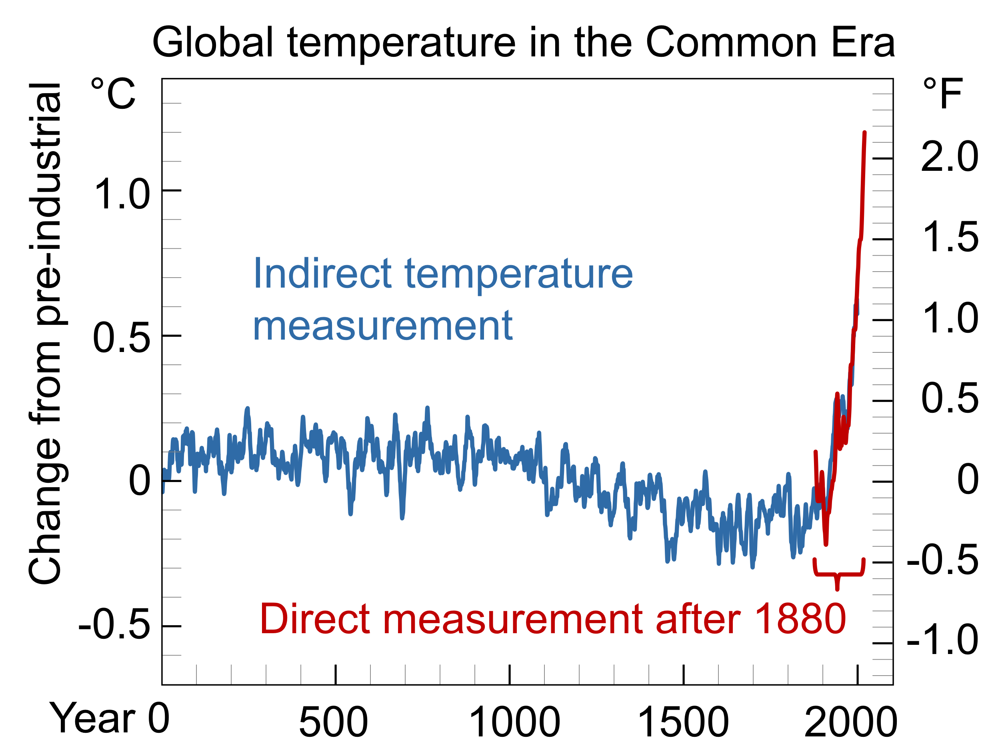 Global temperature in the Common Era
Change from pre-industrial
°C
1.0
0.5
0
-0.5
°F
2.0
1.5
1.0
0.5
0
-0.5
-1.0
Indirect temperature
measurement
Direct measurement after 1880
Year 0 500 1000 1500 2000